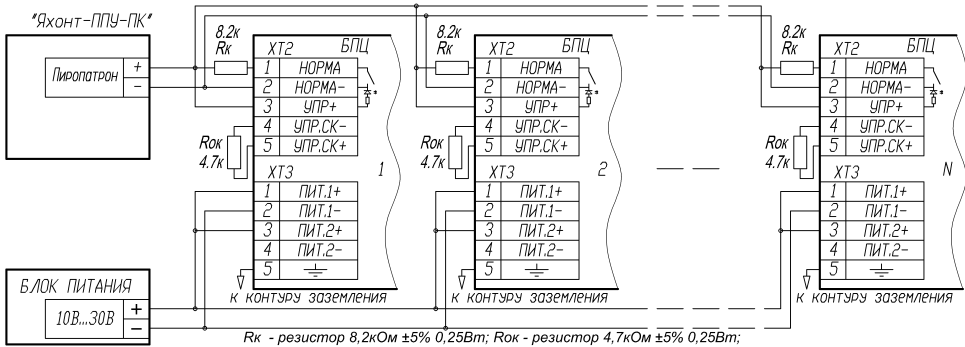 "Яхонт-ППУ-ПК"
Пиропатрон
+
−
8.2к
Rк
ХТ2
БПЦ
1 НОРМА
2 НОРМА-
3 УПР+
4 УПР.СК-
5 УПР.СК+
Rок
4.7к
1
ХТ3
1 ПИТ.1+
2 ПИТ.1-
3 ПИТ.2+
4 ПИТ.2-
5
к контуру заземления
8.2к
Rк
ХТ2
БПЦ
1 НОРМА
2 НОРМА-
3 УПР+
4 УПР.СК-
5 УПР.СК+
Rок
4.7к
2
ХТ3
1 ПИТ.1+
2 ПИТ.1-
3 ПИТ.2+
4 ПИТ.2-
5
к контуру заземления
8.2к
Rк
ХТ2
БПЦ
1 НОРМА
2 НОРМА-
3 УПР+
4 УПР.СК-
5 УПР.СК+
Rок
4.7к
N
ХТ3
1 ПИТ.1+
2 ПИТ.1-
3 ПИТ.2+
4 ПИТ.2-
5
к контуру заземления
БЛОК ПИТАНИЯ
10В...30В
+
−
Rк - резистор 8,2кОм ±5% 0,25Вт; Rок - резистор 4,7кОм ±5% 0,25Вт;